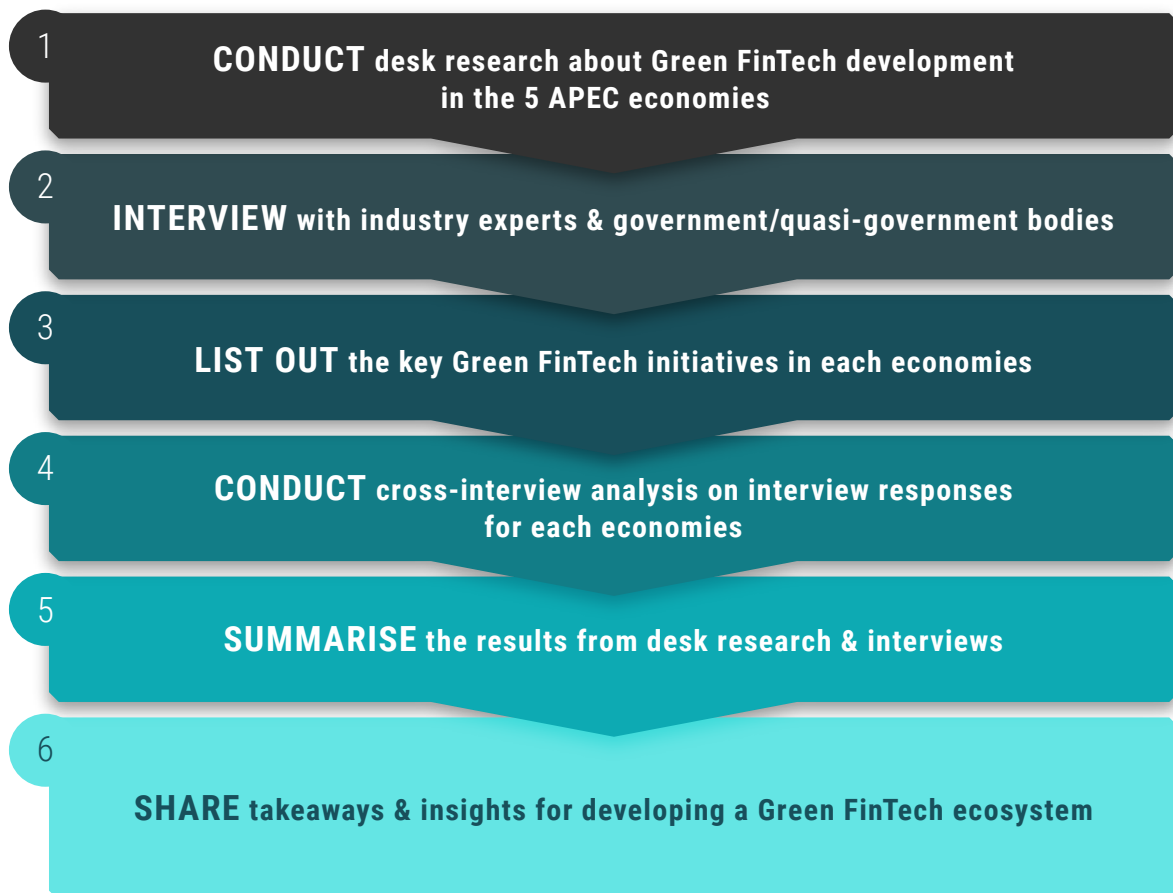 1
CONDUCT desk research about Green FinTech development
in the 5 APEC economies
2
INTERVIEW with industry experts & government/quasi-government bodies
3
LIST OUT the key Green FinTech initiatives in each economies
4
CONDUCT cross-interview analysis on interview responses
for each economies
5
SUMMARISE the results from desk research & interviews
6
SHARE takeaways & insights for developing a Green FinTech ecosystem